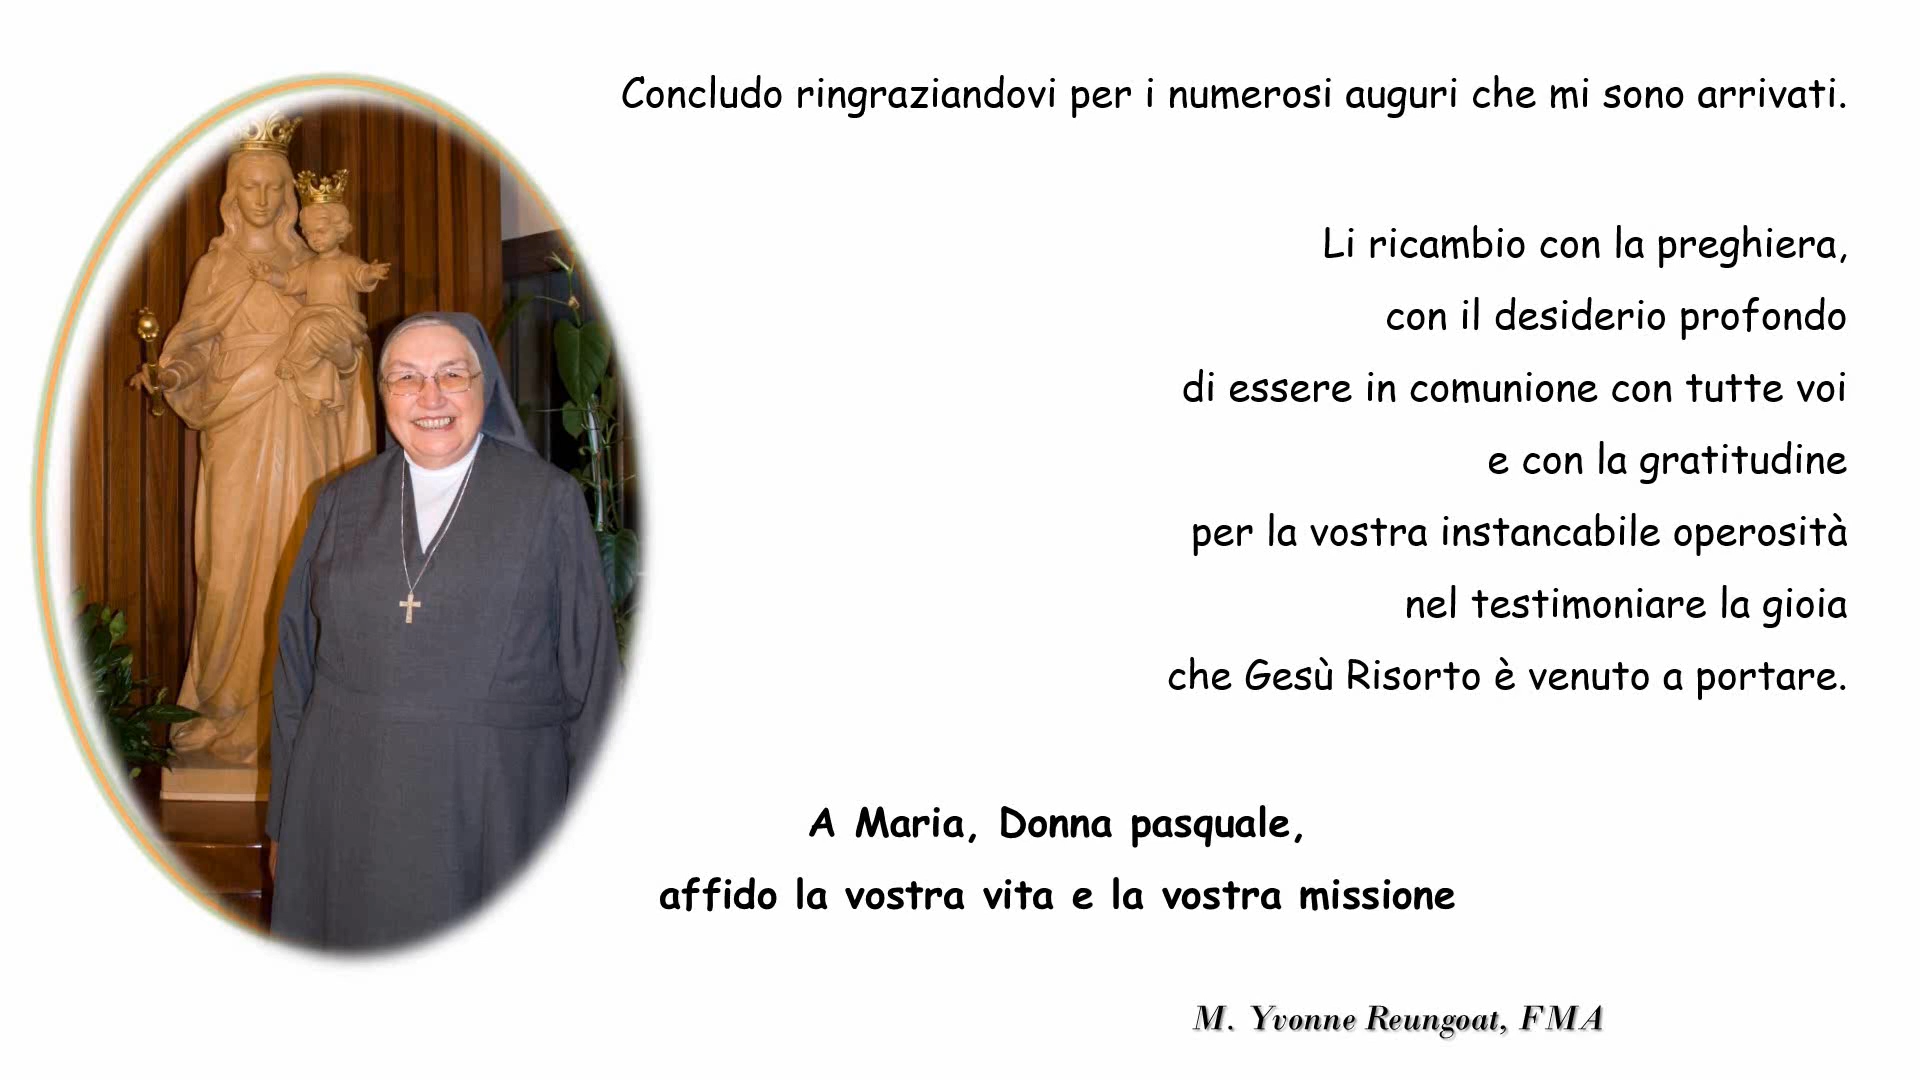 Concludo ringraziandovi per i numerosi auguri che mi sono arrivati.
Li ricambio con la preghiera,
con il desiderio profondo
di essere in comunione con tutte voi
e con la gratitudine
per la vostra instancabile operosità
nel testimoniare la gioia
che Gesù Risorto è venuto a portare.
A Maria, Donna pasquale,
affido la vostra vita e la vostra missione
M. Yvonne Reungoat, FMA